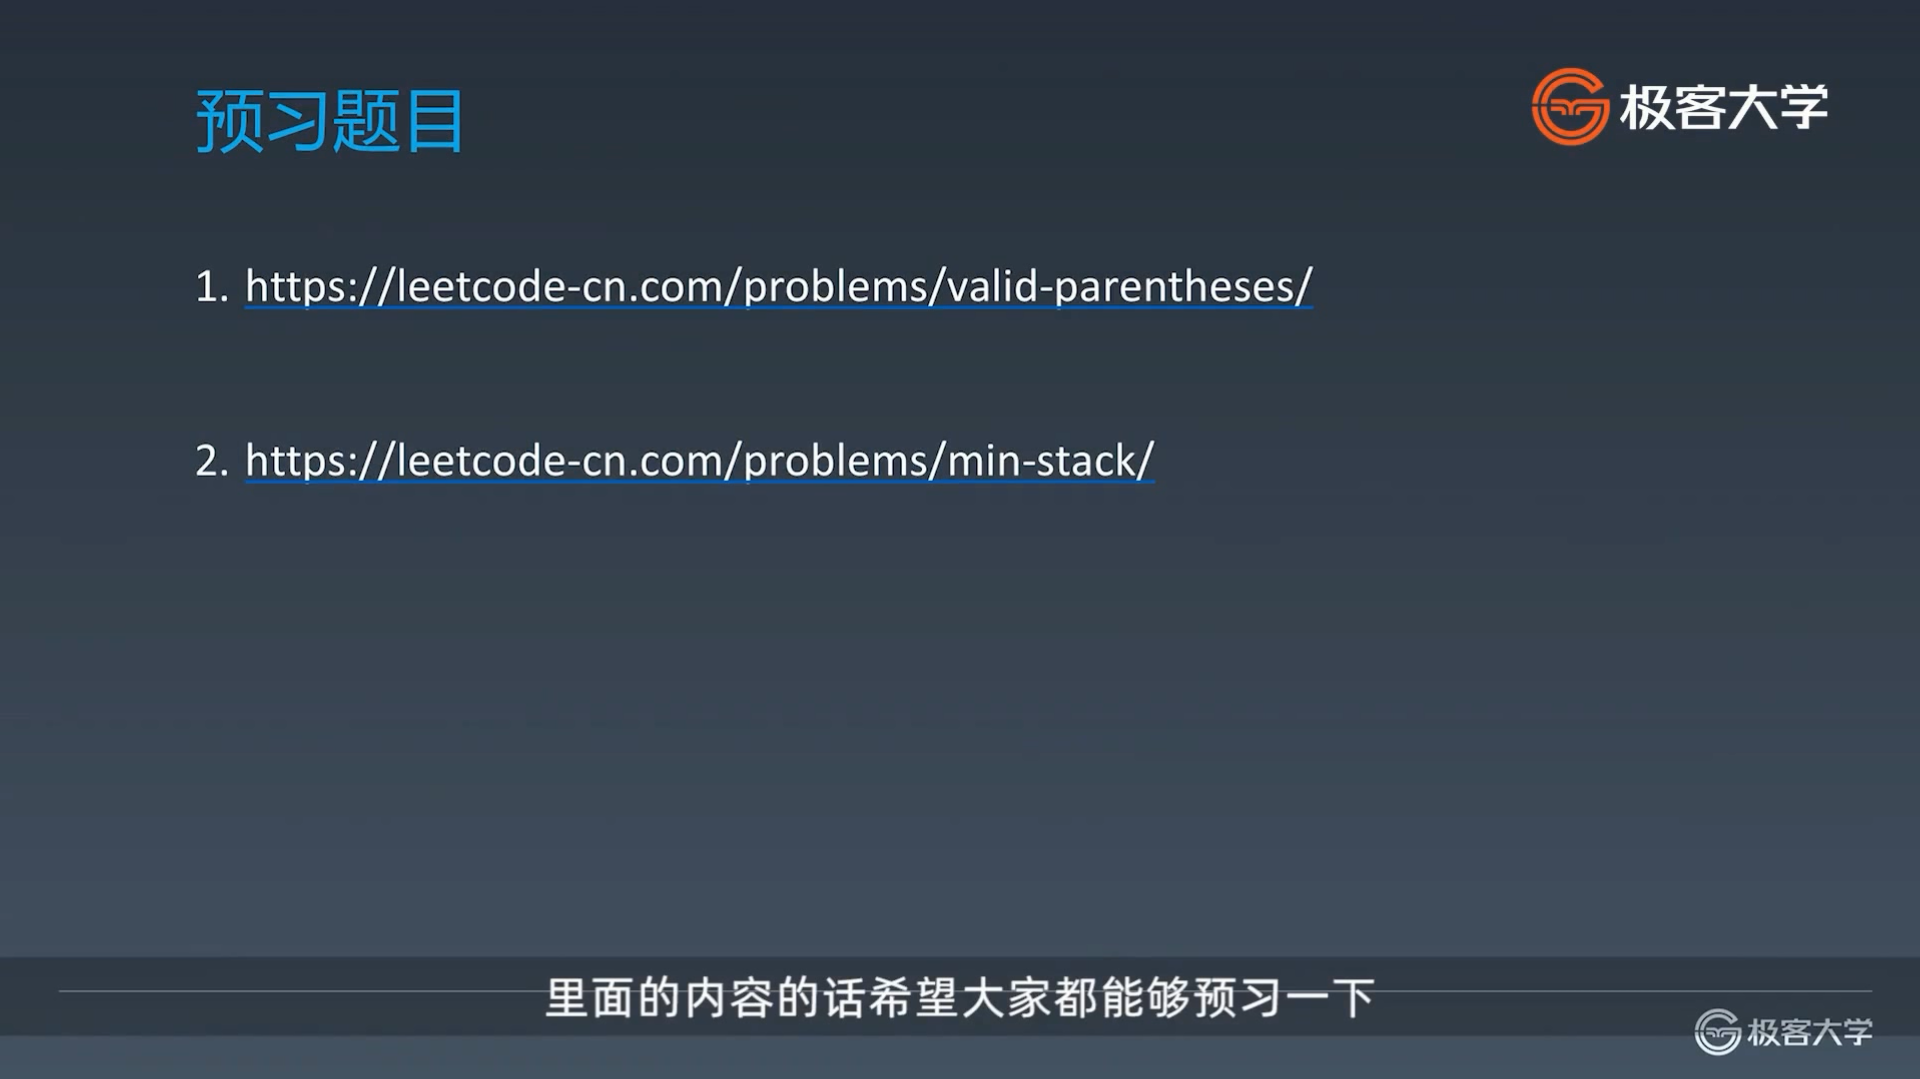 预习题目
极客大学
1. https://leetcode-cn.com/problems/valid-parentheses/
2. https://leetcode-cn.com/problems/min-stack/
里面的内容的话希望大家都能够预习一下
极客大学